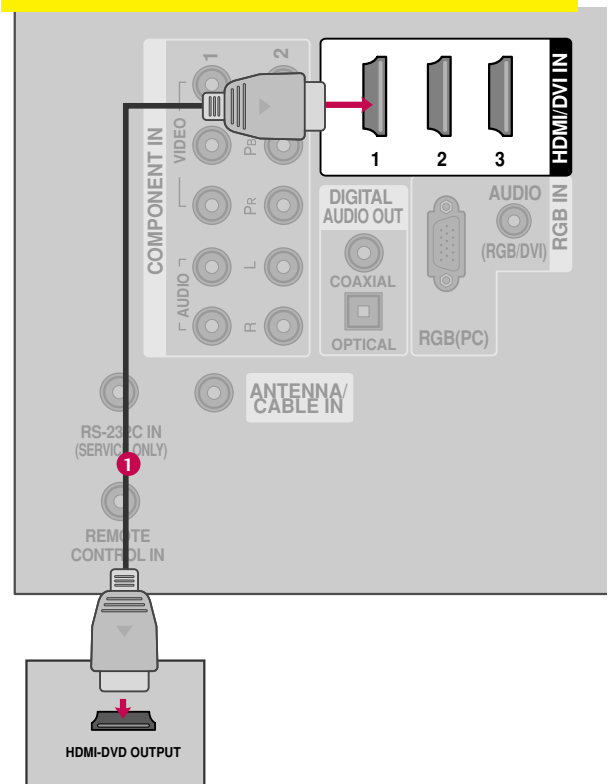 1
2
VIDEO
COMPONENT IN
PB
PR
AUDIO
L
R
1
2
3
HDMI/DVI IN
DIGITAL
AUDIO OUT
COAXIAL
OPTICAL
AUDIO
(RGB/DVI)
RGB IN
RGB(PC)
ANTENNA/
CABLE IN
RS-232C IN
(SERVICE ONLY)
1
REMOTE
CONTROL IN
HDMI-DVD OUTPUT